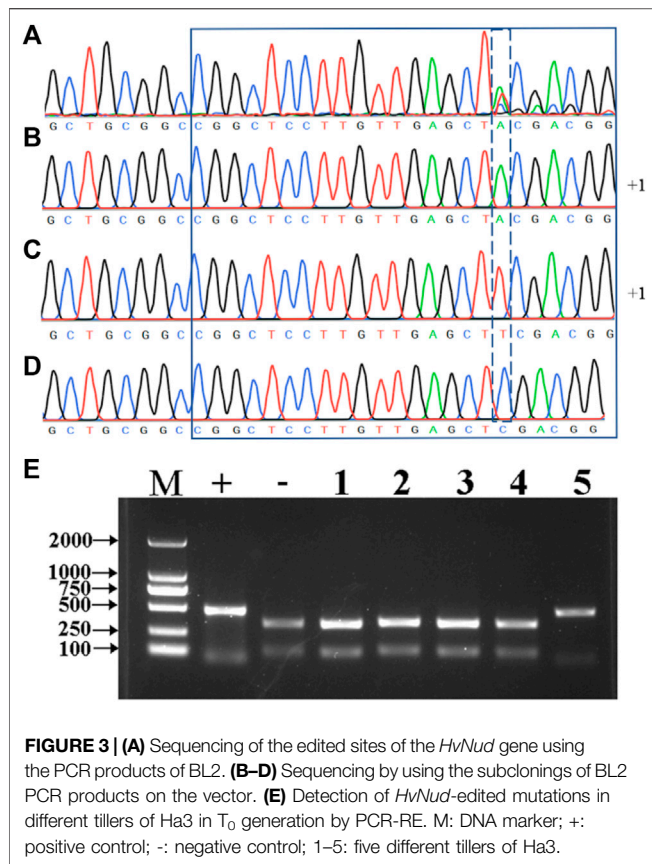 A
G C T G C G G C C G G C T C C T T G T T G A G C T A C G A C G G
B
+1
G C T G C G G C C G G C T C C T T G T T G A G C T A C G A C G G
C
+1
G C T G C G G C C G G C T C C T T G T T G A G C T T C G A C G G
D
G C T G C G G C C G G C T C C T T G T T G A G C T C G A C G G
E
M + - 1 2 3 4 5
2000
1000
750
500
250
100
FIGURE 3 | (A) Sequencing of the edited sites of the HvNud gene using
the PCR products of BL2. (B–D) Sequencing by using the subclonings of BL2
PCR products on the vector. (E) Detection of HvNud-edited mutations in
different tillers of Ha3 in T0 generation by PCR-RE. M: DNA marker; +:
positive control; -: negative control; 1–5: five different tillers of Ha3.